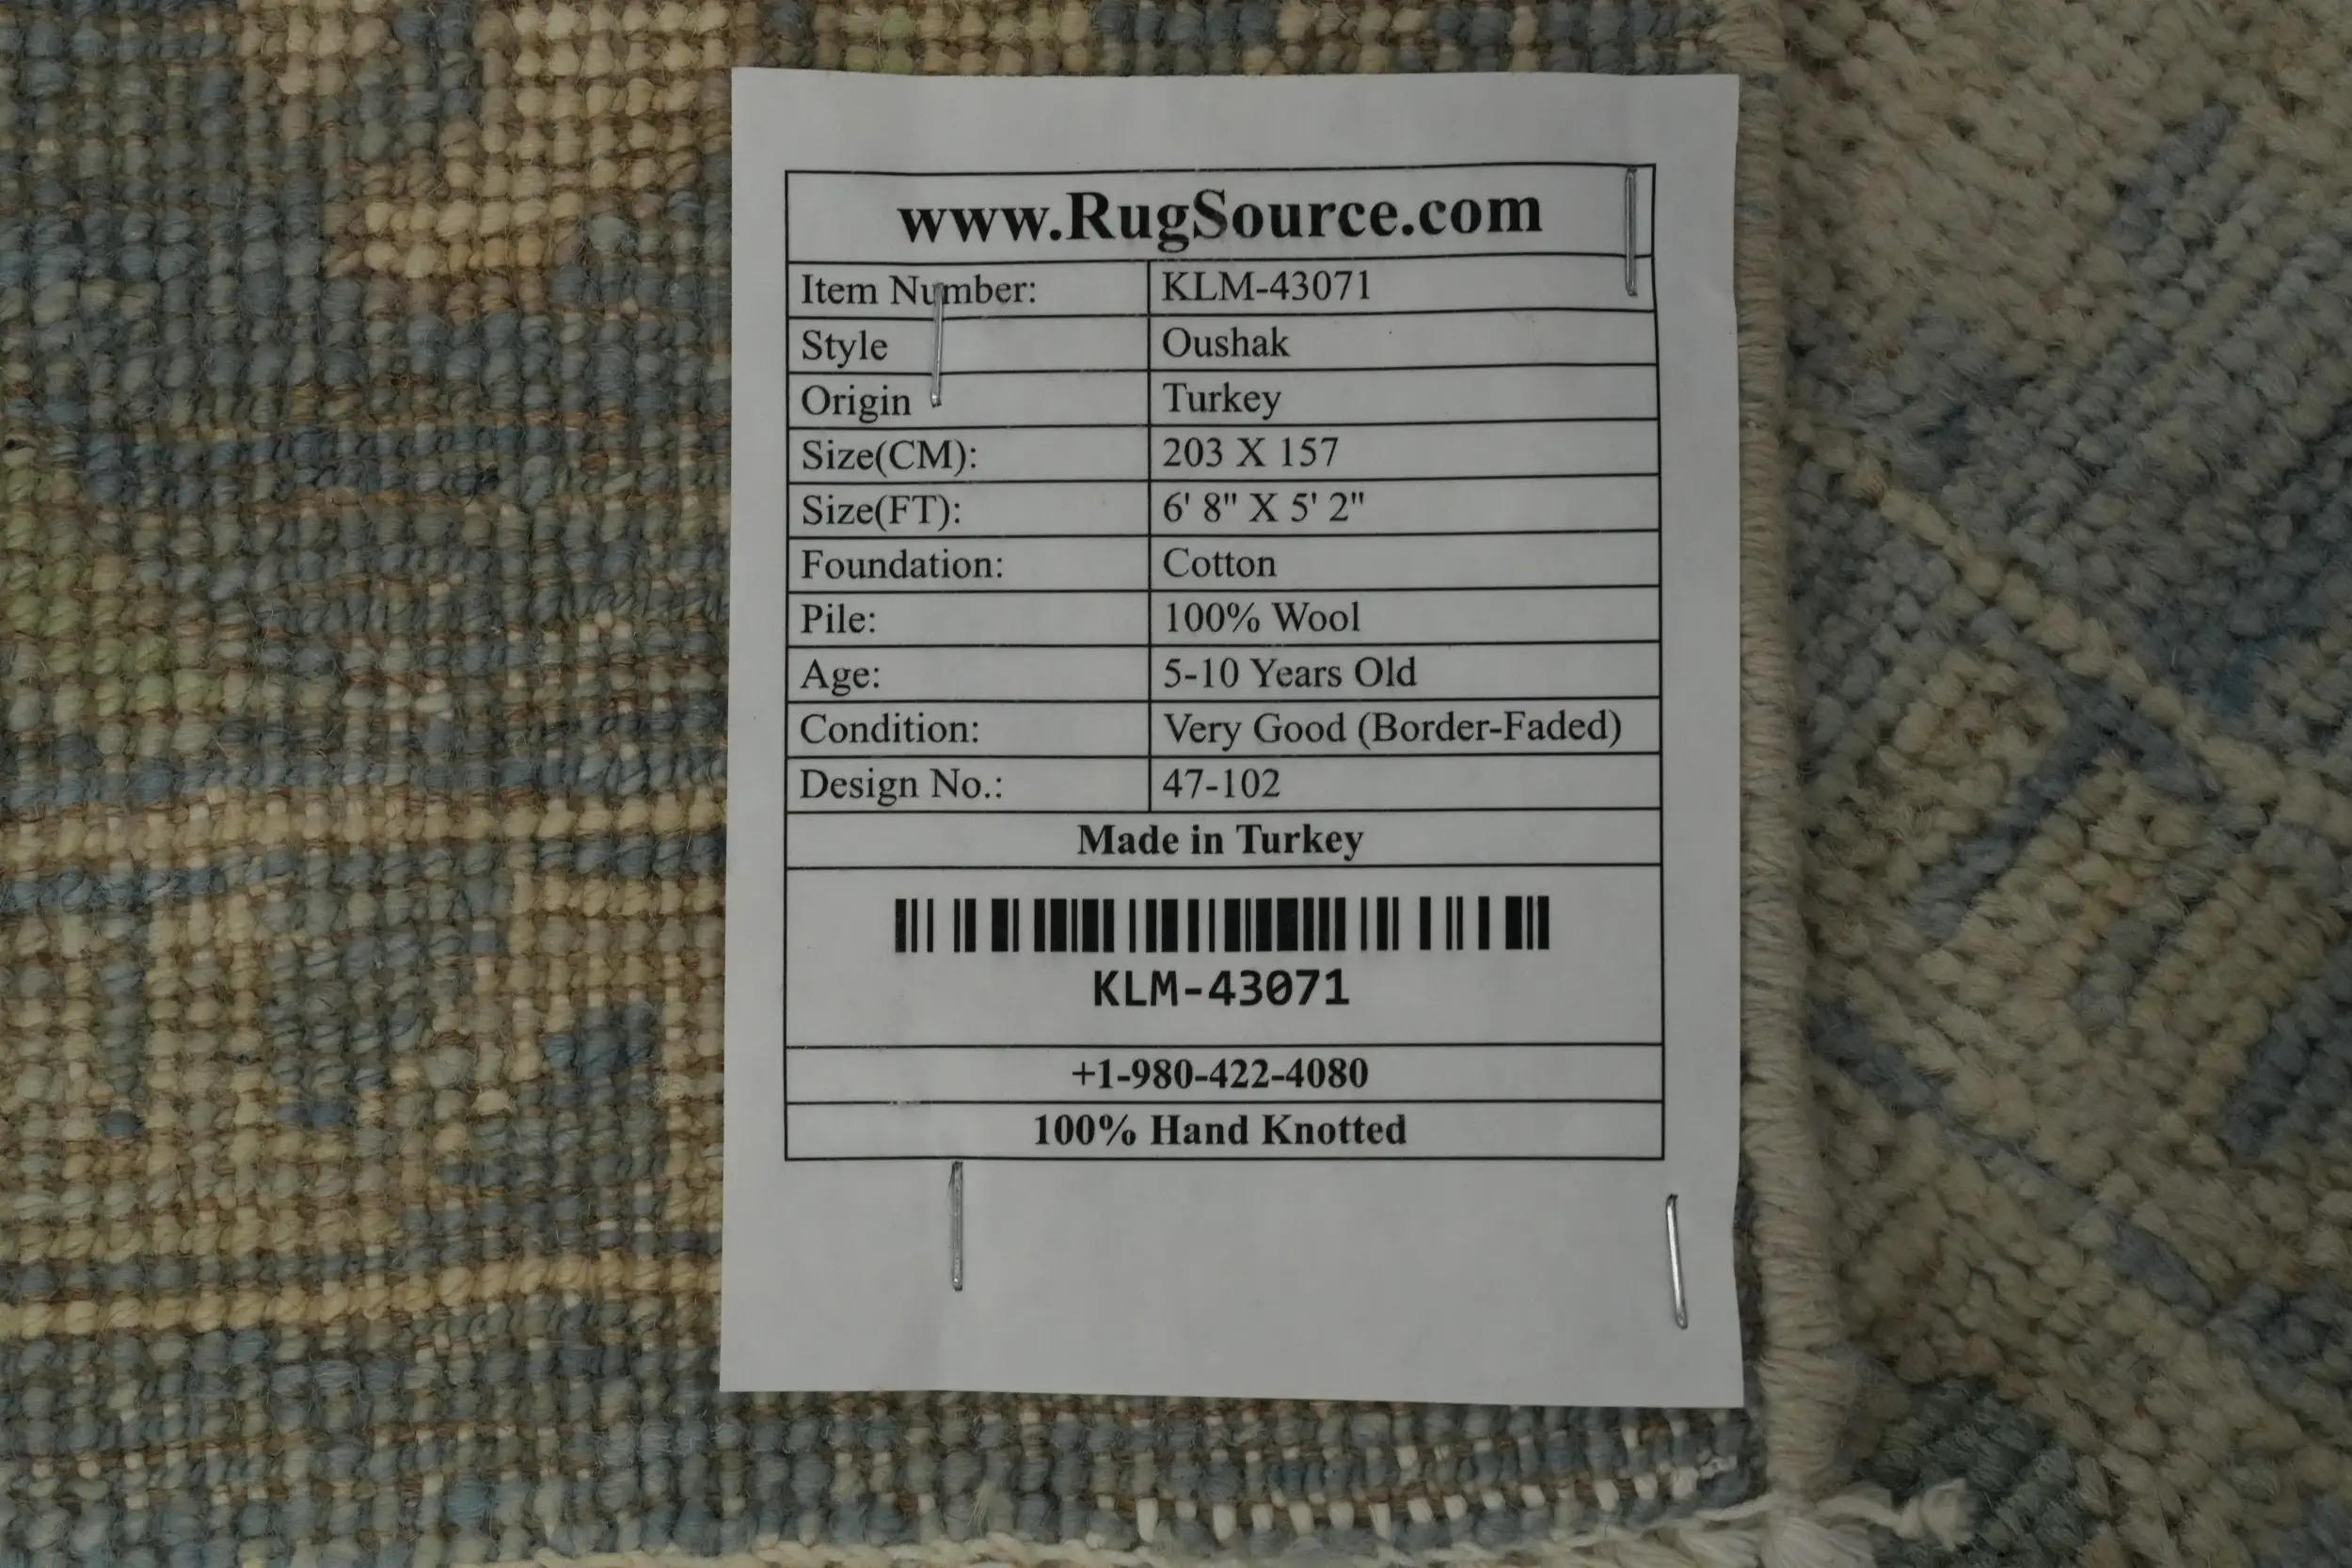 www.RugSource.com
Item Number: KLM-43071
Style Oushak
Origin Turkey
Size(CM): 203 X 157
Size(FT): 6' 8" X 5' 2"
Foundation: Cotton
Pile: 100% Wool
Age: 5-10 Years Old
Condition: Very Good (Border-Faded)
Design No.: 47-102
Made in Turkey
KLM-43071
+1-980-422-4080
100% Hand Knotted